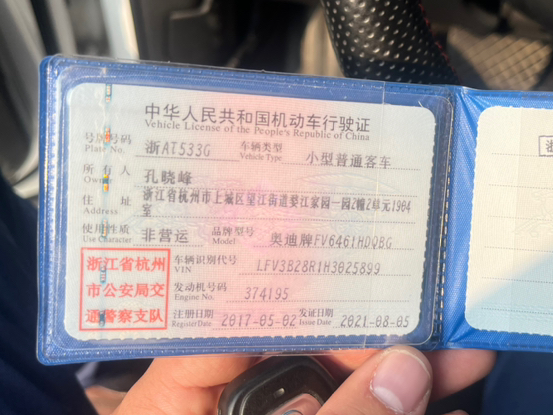 中华人民共和国机动车行驶证
Vehicle License of the People's Republic of China
号牌号码 浙AT533G 车辆类型 小型普通客车
Plate No. Vehicle Type
所有人 孔晓峰
Owner
住址 浙江省杭州市上城区望江街道婺江家园一园2幢2单元1904室
Address
使用性质 非营运 品牌型号 奥迪牌FV6461HDQBG
Use Character Model
浙江省杭州市公安局交通警察支队
车辆识别代号 LFV3B28R1H3025899
VIN
发动机号码 374195
Engine No.
注册日期 2017-05-02 发证日期 2021-08-05
Register Date Issue Date